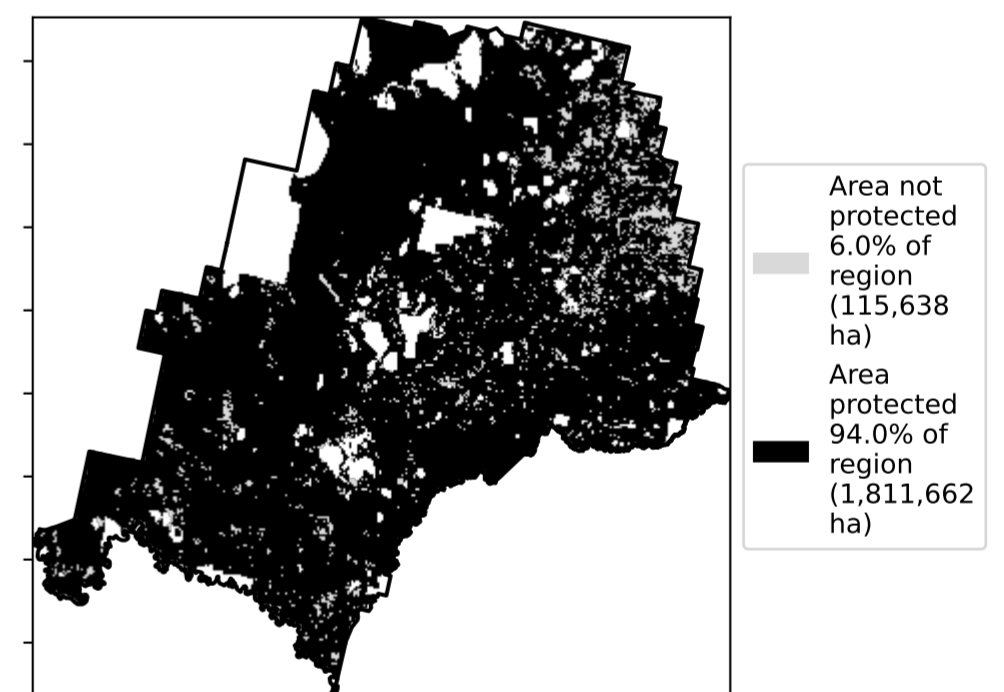 Area not
protected
6.0% of
region
(115,638
ha)
Area
protected
94.0% of
region
(1,811,662
ha)